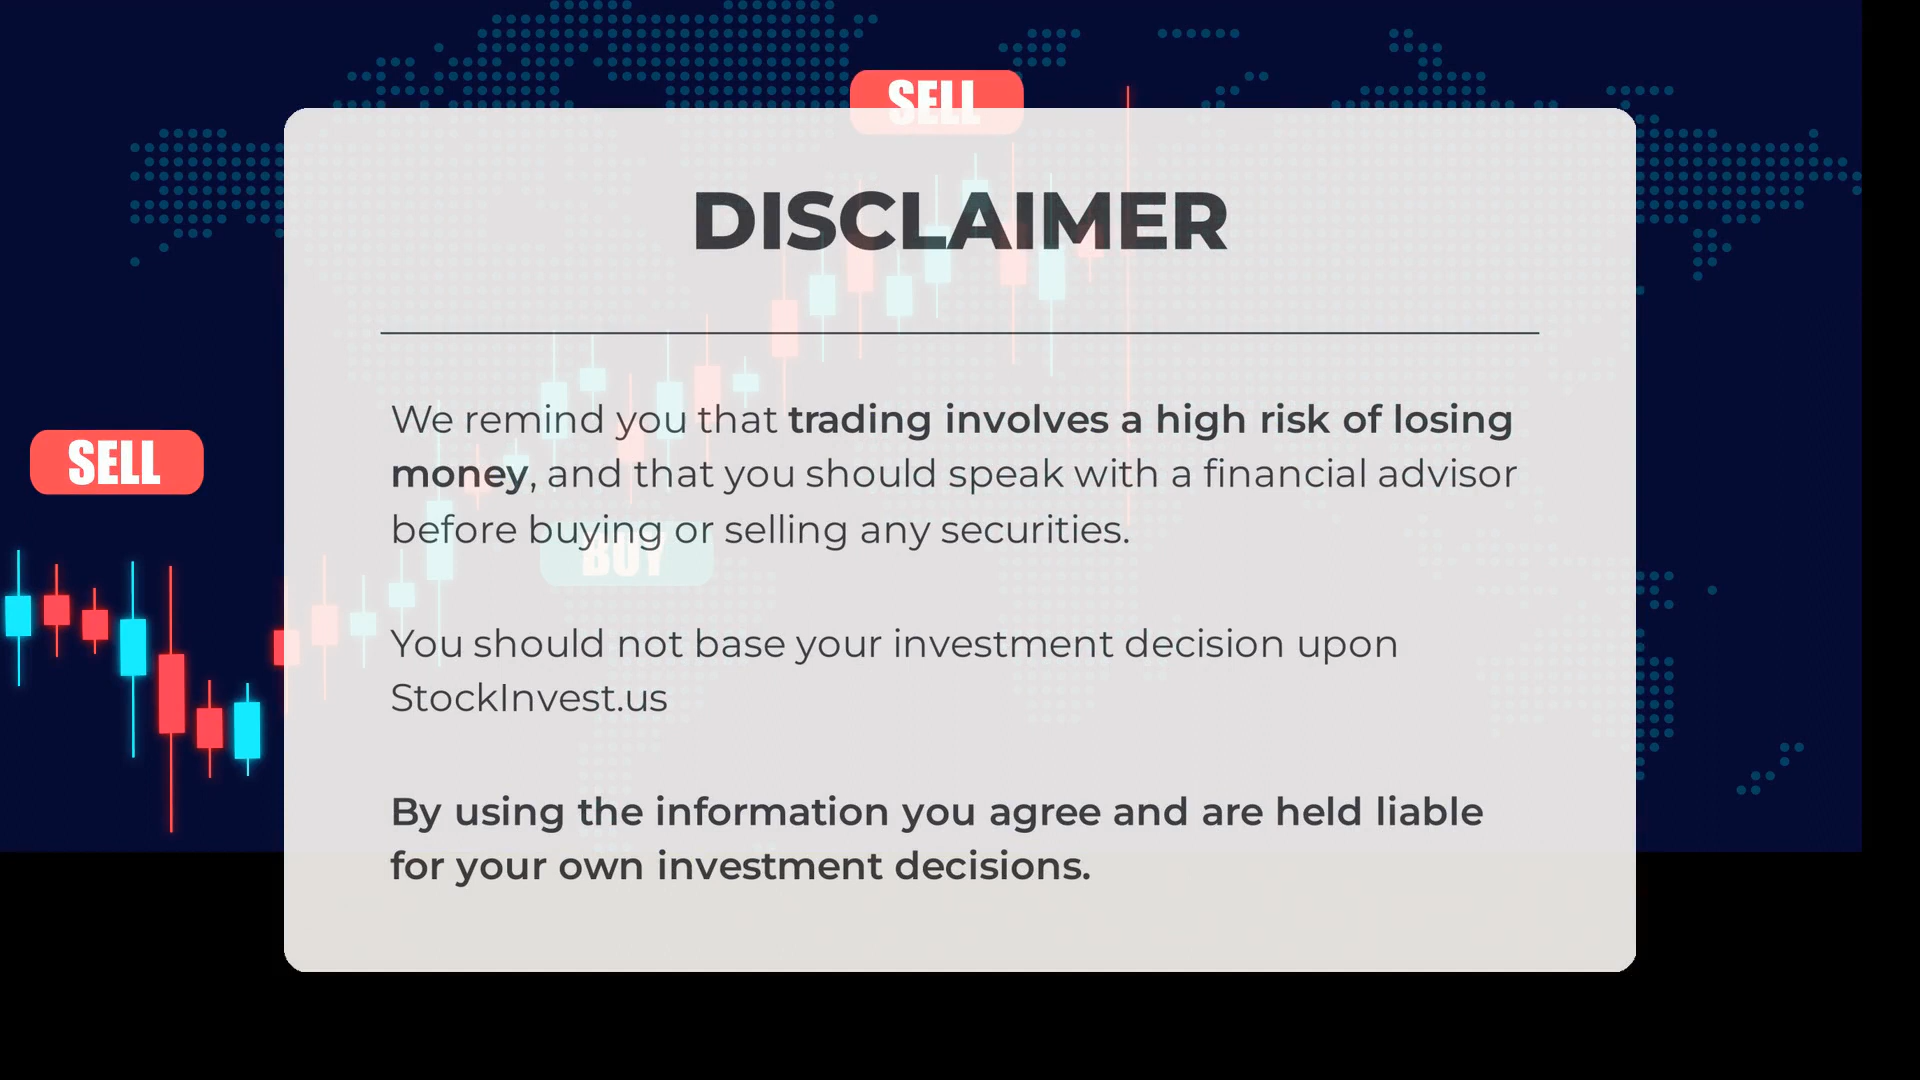 SELL
DISCLAIMER
We remind you that trading involves a high risk of losing
money, and that you should speak with a financial advisor
before buying or selling any securities.
SELL
BUY
You should not base your investment decision upon
StockInvest.us
By using the information you agree and are held liable
for your own investment decisions.